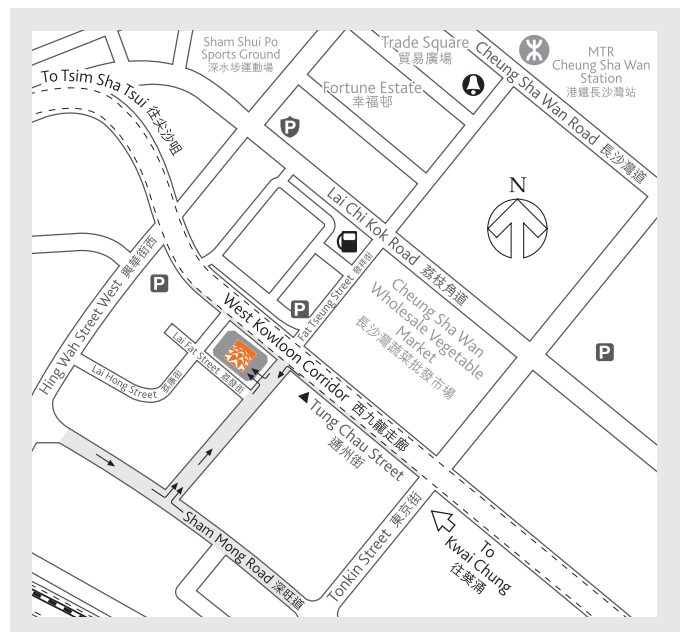 Sham Shui Po
Sports Ground
深水埗運動場
Trade Square
貿易廣場
MTR
Cheung Sha Wan
Station
港鐵長沙灣站
Cheung Sha Wan Road 長沙灣道
To Tsim Sha Tsui 往尖沙咀
Fortune Estate
幸福邨
P
N
Lai Chi Kok Road 荔枝角道
Hing Wah Street West 興華街西
P
Fat Tseung Street 發祥街
P
Cheung Sha Wan
Wholesale Vegetable
Market
長沙灣蔬菜批發市場
P
West Kowloon Corridor 西九龍走廊
Lai Fat Street 荔發街
Lai Hong Street 荔康街
Tung Chau Street
通州街
Sham Mong Road 深旺道
Tonkin Street 東京街
To
Kwai Chung
往葵涌